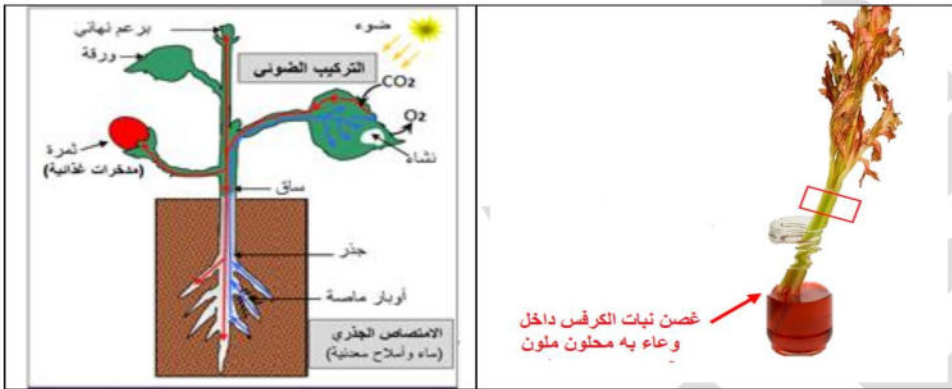 برعم نهائي
ضوء
ورقة
التركيب الضوئي
CO₂
O₂
ثمرة
(مدخرات غذائية)
نشاء
ساق
جذر
أوبار ماصة
الامتصاص الجذري
(ماء وأملاح معدنية)
غصن نبات الكرفس داخل
وعاء به محلون ملون